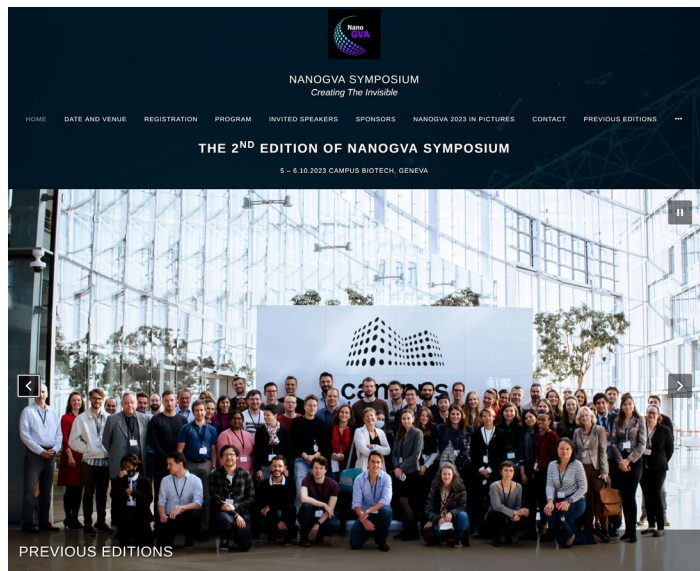 Nano
GVA
NANOGVA SYMPOSIUM
Creating The Invisible
HOME DATE AND VENUE REGISTRATION PROGRAM INVITED SPEAKERS SPONSORS NANOGVA 2023 IN PICTURES CONTACT PREVIOUS EDITIONS •••
THE 2ND EDITION OF NANOGVA SYMPOSIUM
5 – 6.10.2023 CAMPUS BIOTECH, GENEVA
campus
PREVIOUS EDITIONS